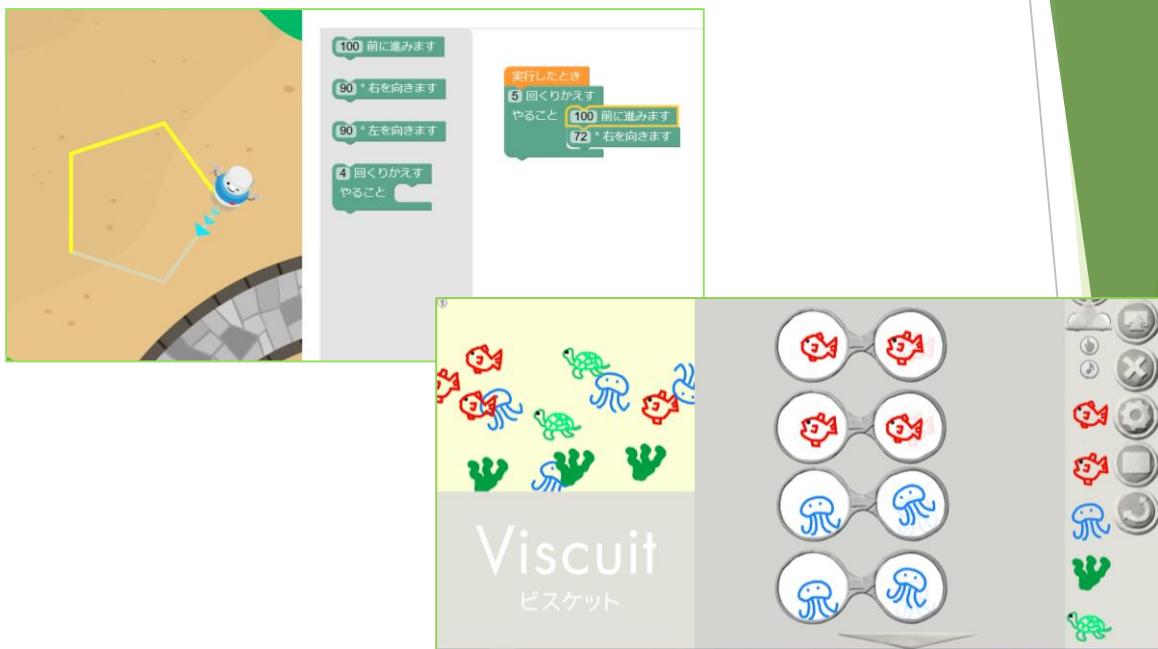 100 前に進みます
90 °右を向きます
90 °左を向きます
4 回くりかえす
やること
実行したとき
5 回くりかえす
やること 100 前に進みます
72 °右を向きます
Viscuit
ビスケット